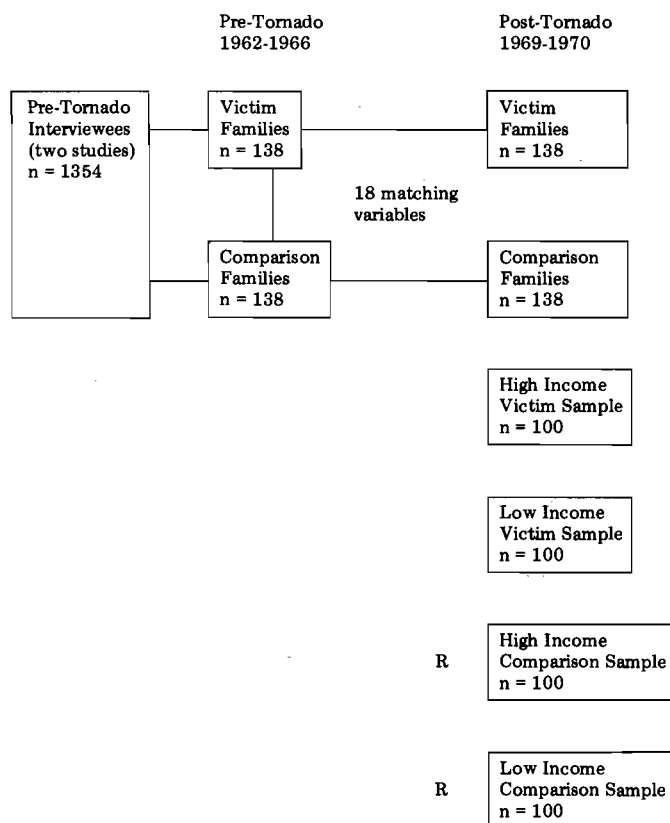 Pre-Tornado
1962-1966
Post-Tornado
1969-1970
Pre-Tornado
Interviewees
(two studies)
n = 1354
Victim
Families
n = 138
Victim
Families
n = 138
18 matching
variables
Comparison
Families
n = 138
Comparison
Families
n = 138
High Income
Victim Sample
n = 100
Low Income
Victim Sample
n = 100
R
High Income
Comparison Sample
n = 100
R
Low Income
Comparison Sample
n = 100